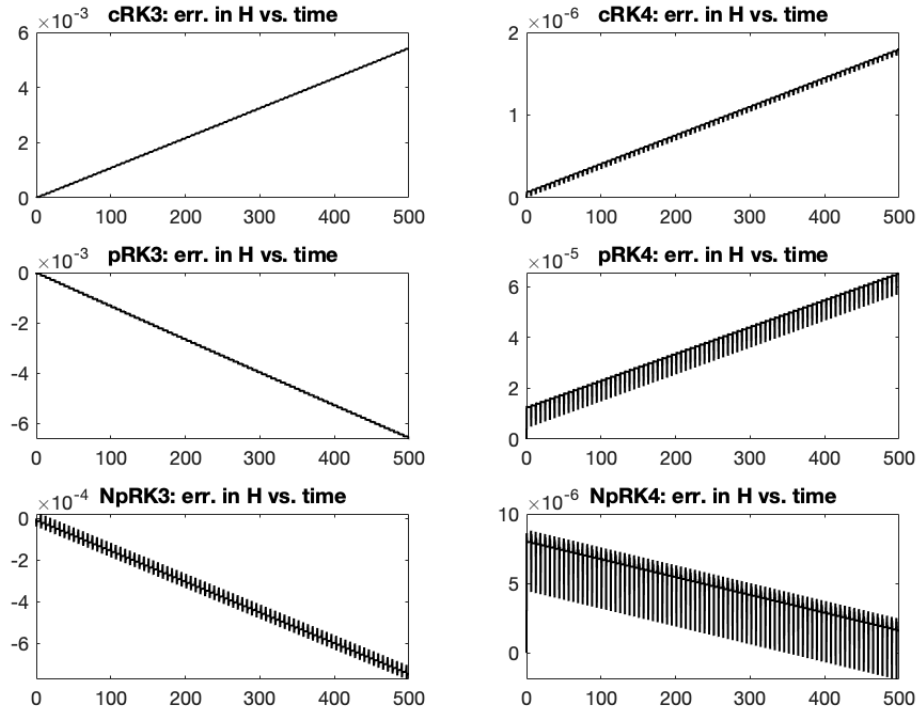 ×10⁻³ cRK3: err. in H vs. time
6
4
2
0
0 100 200 300 400 500
×10⁻⁶ cRK4: err. in H vs. time
2
1
0
0 100 200 300 400 500
×10⁻³ pRK3: err. in H vs. time
0
-2
-4
-6
0 100 200 300 400 500
×10⁻⁵ pRK4: err. in H vs. time
6
4
2
0
0 100 200 300 400 500
×10⁻⁴ NpRK3: err. in H vs. time
0
-2
-4
-6
0 100 200 300 400 500
×10⁻⁶ NpRK4: err. in H vs. time
10
5
0
0 100 200 300 400 500